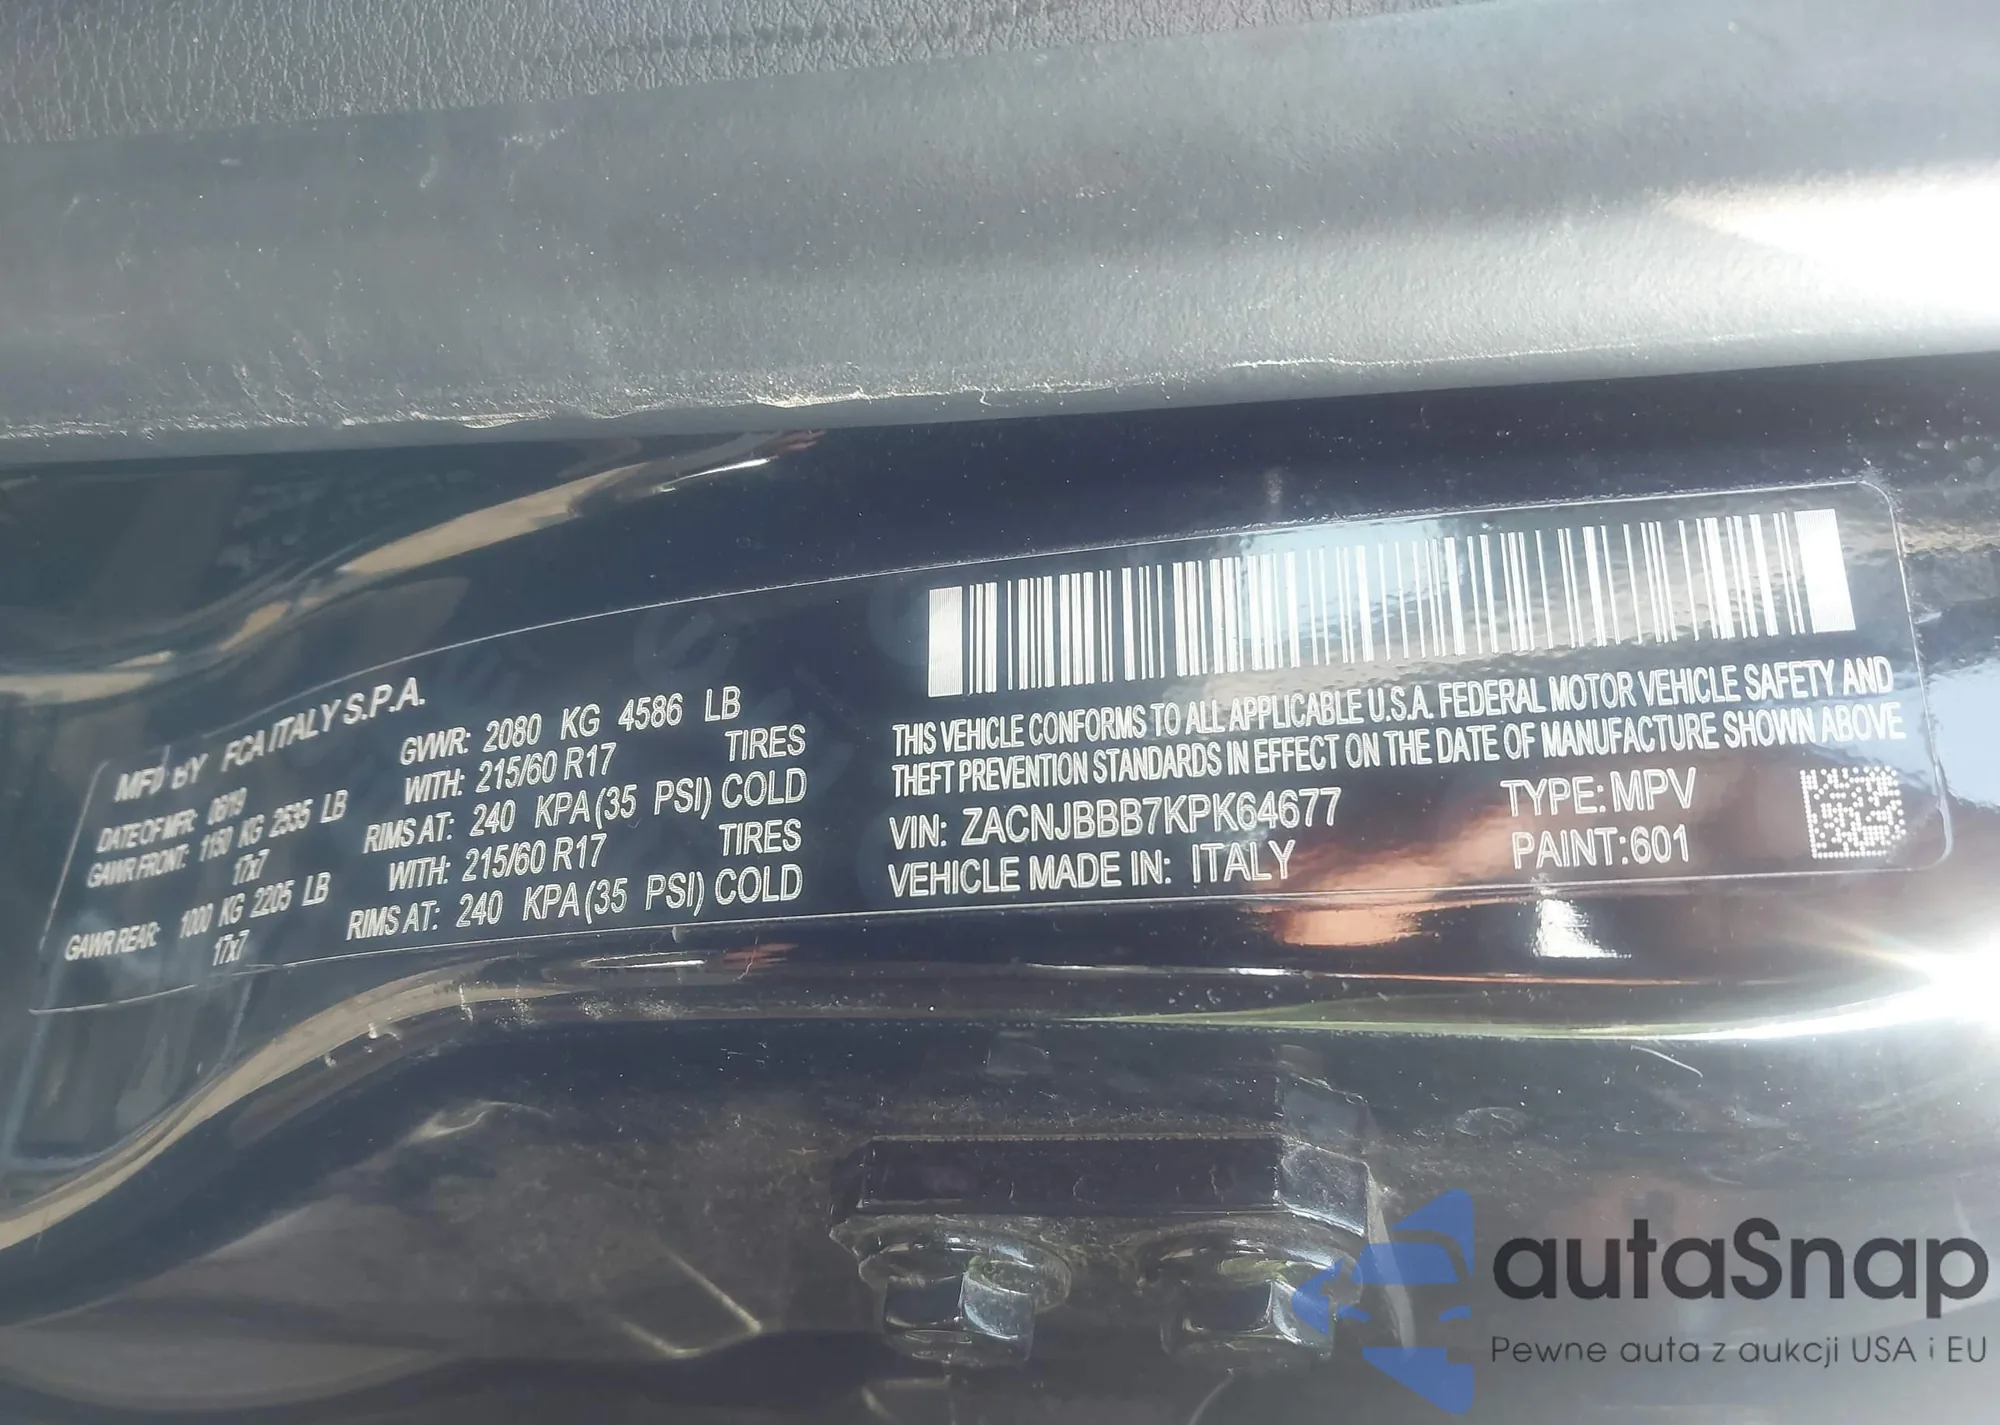 MFD BY FCA ITALY S.P.A.
DATE OF MFR: 0619
GVWR: 2080 KG 4586 LB
GAWR FRONT: 1150 KG 2535 LB
WITH: 215/60 R17 TIRES
17x7
RIMS AT: 240 KPA (35 PSI) COLD
GAWR REAR: 1000 KG 2205 LB
WITH: 215/60 R17 TIRES
17x7
RIMS AT: 240 KPA (35 PSI) COLD
THIS VEHICLE CONFORMS TO ALL APPLICABLE U.S.A. FEDERAL MOTOR VEHICLE SAFETY AND
THEFT PREVENTION STANDARDS IN EFFECT ON THE DATE OF MANUFACTURE SHOWN ABOVE
VIN: ZACNJBBB7KPK64677
TYPE: MPV
VEHICLE MADE IN: ITALY
PAINT:601
autaSnap
Pewne auta z aukcji USA i EU